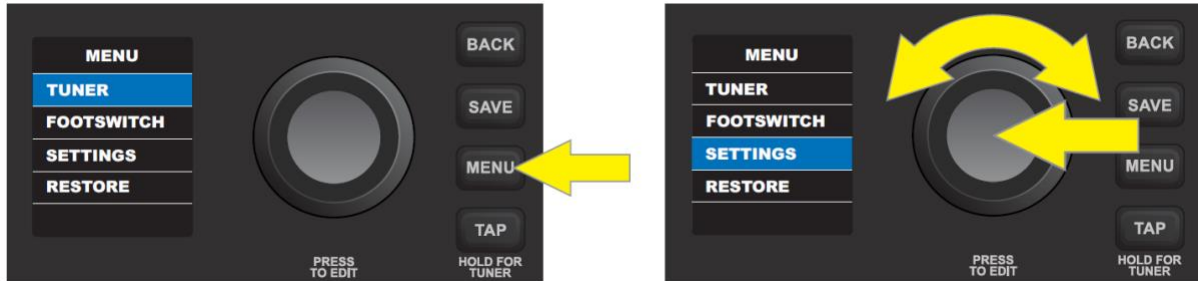 MENU
TUNER
FOOTSWITCH
SETTINGS
RESTORE
BACK
SAVE
MENU
TAP
PRESS
TO EDIT
HOLD FOR
TUNER
MENU
TUNER
FOOTSWITCH
SETTINGS
RESTORE
BACK
SAVE
MENU
TAP
PRESS
TO EDIT
HOLD FOR
TUNER